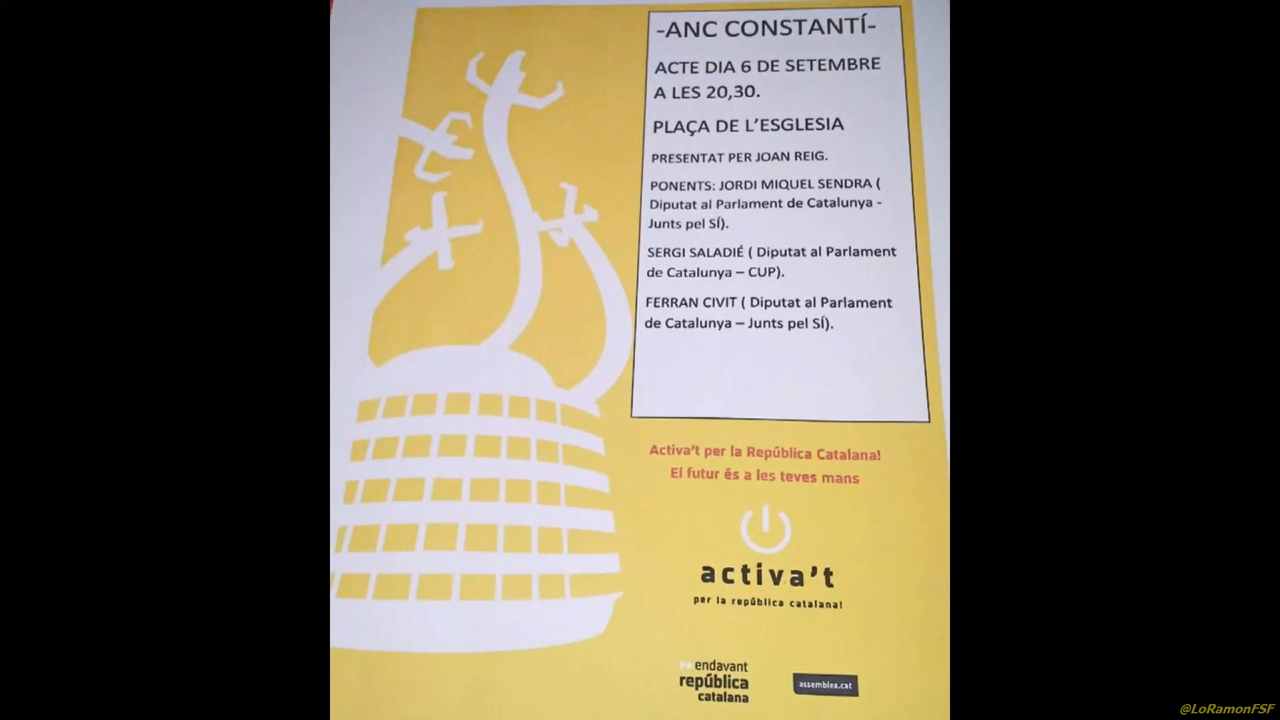 -ANC CONSTANTÍ-
ACTE DIA 6 DE SETEMBRE
A LES 20,30.
PLAÇA DE L'ESGLESIA
PRESENTAT PER JOAN REIG.
PONENTS: JORDI MIQUEL SENDRA (
Diputat al Parlament de Catalunya -
Junts pel SÍ).
SERGI SALADIÉ ( Diputat al Parlament
de Catalunya – CUP).
FERRAN CIVIT ( Diputat al Parlament
de Catalunya – Junts pel SÍ).
Activa't per la República Catalana!
El futur és a les teves mans
activa't
per la república catalana!
endavant
república
catalana
assemblea.cat
@LoRamonFSF